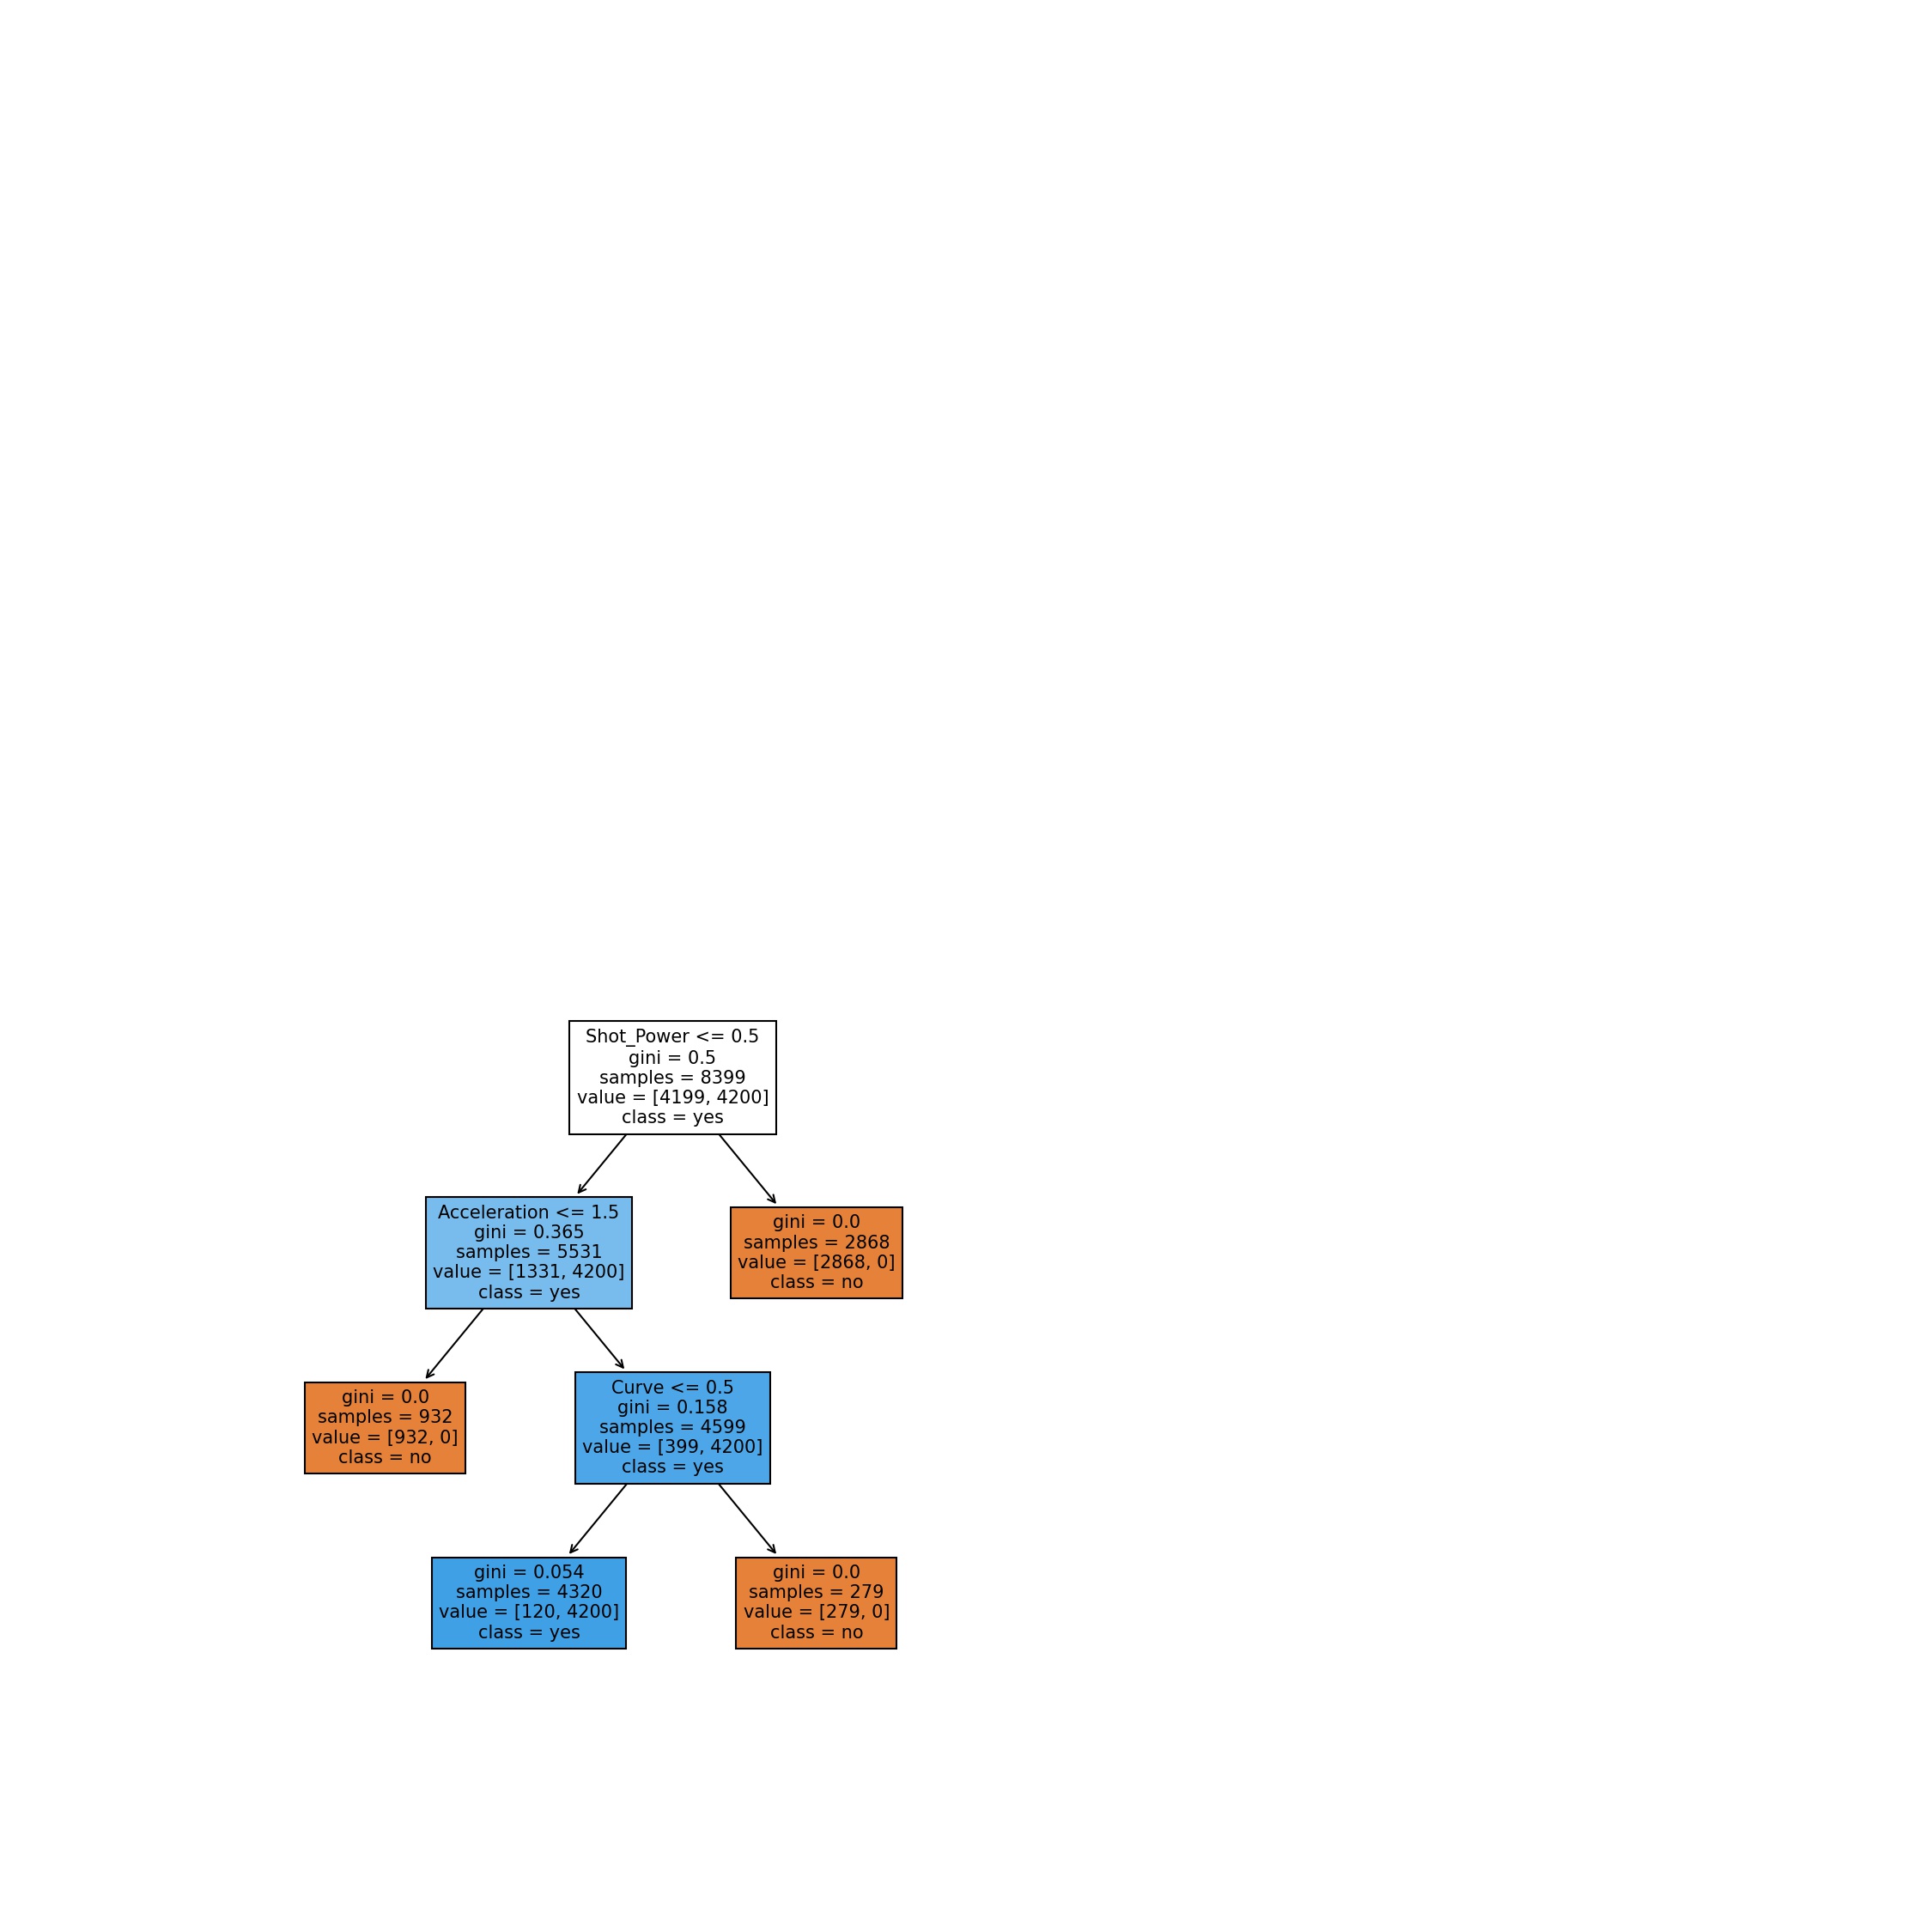 Shot_Power <= 0.5
gini = 0.5
samples = 8399
value = [4199, 4200]
class = yes
Acceleration <= 1.5
gini = 0.365
samples = 5531
value = [1331, 4200]
class = yes
gini = 0.0
samples = 2868
value = [2868, 0]
class = no
gini = 0.0
samples = 932
value = [932, 0]
class = no
Curve <= 0.5
gini = 0.158
samples = 4599
value = [399, 4200]
class = yes
gini = 0.054
samples = 4320
value = [120, 4200]
class = yes
gini = 0.0
samples = 279
value = [279, 0]
class = no